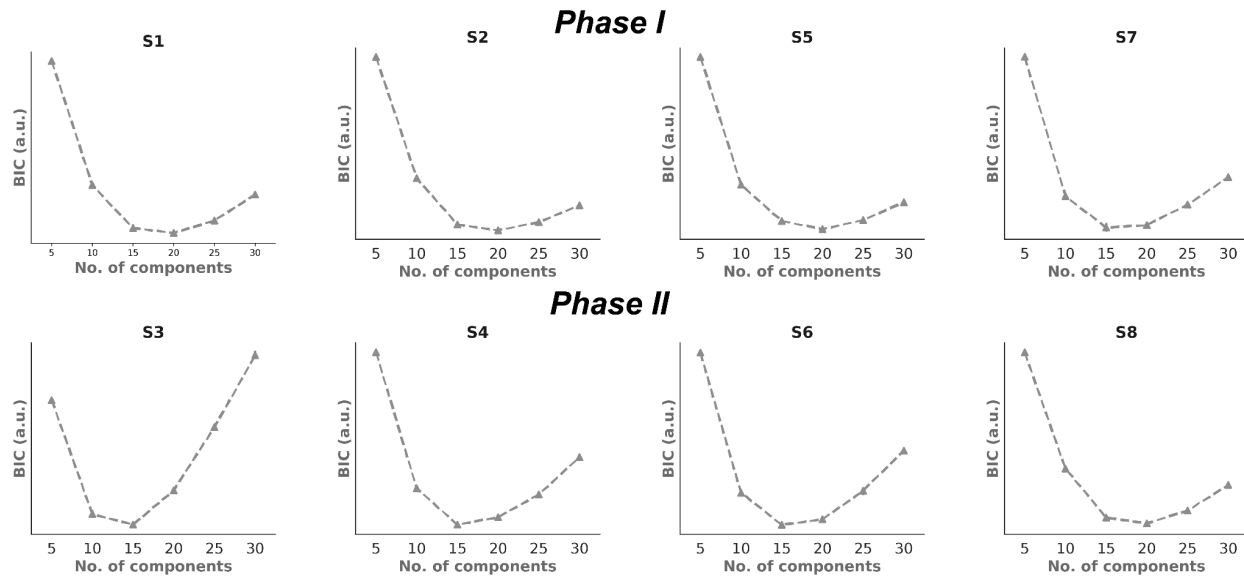 Phase I
S1 S2 S5 S7
BIC (a.u.) BIC (a.u.) BIC (a.u.) BIC (a.u.)
5 10 15 20 25 30 5 10 15 20 25 30 5 10 15 20 25 30 5 10 15 20 25 30
No. of components No. of components No. of components No. of components
Phase II
S3 S4 S6 S8
BIC (a.u.) BIC (a.u.) BIC (a.u.) BIC (a.u.)
5 10 15 20 25 30 5 10 15 20 25 30 5 10 15 20 25 30 5 10 15 20 25 30
No. of components No. of components No. of components No. of components